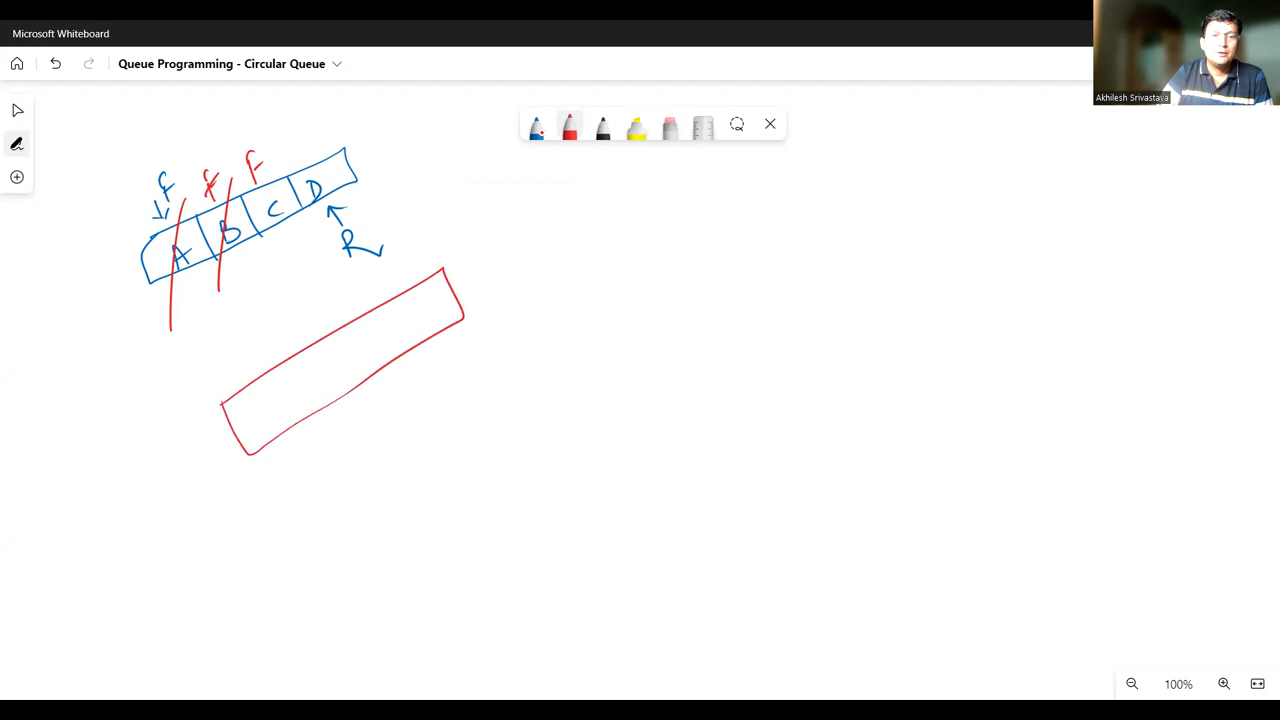 Microsoft Whiteboard
Queue Programming - Circular Queue
Akhilesh Srivastava
F F F
A B C D
R
100%